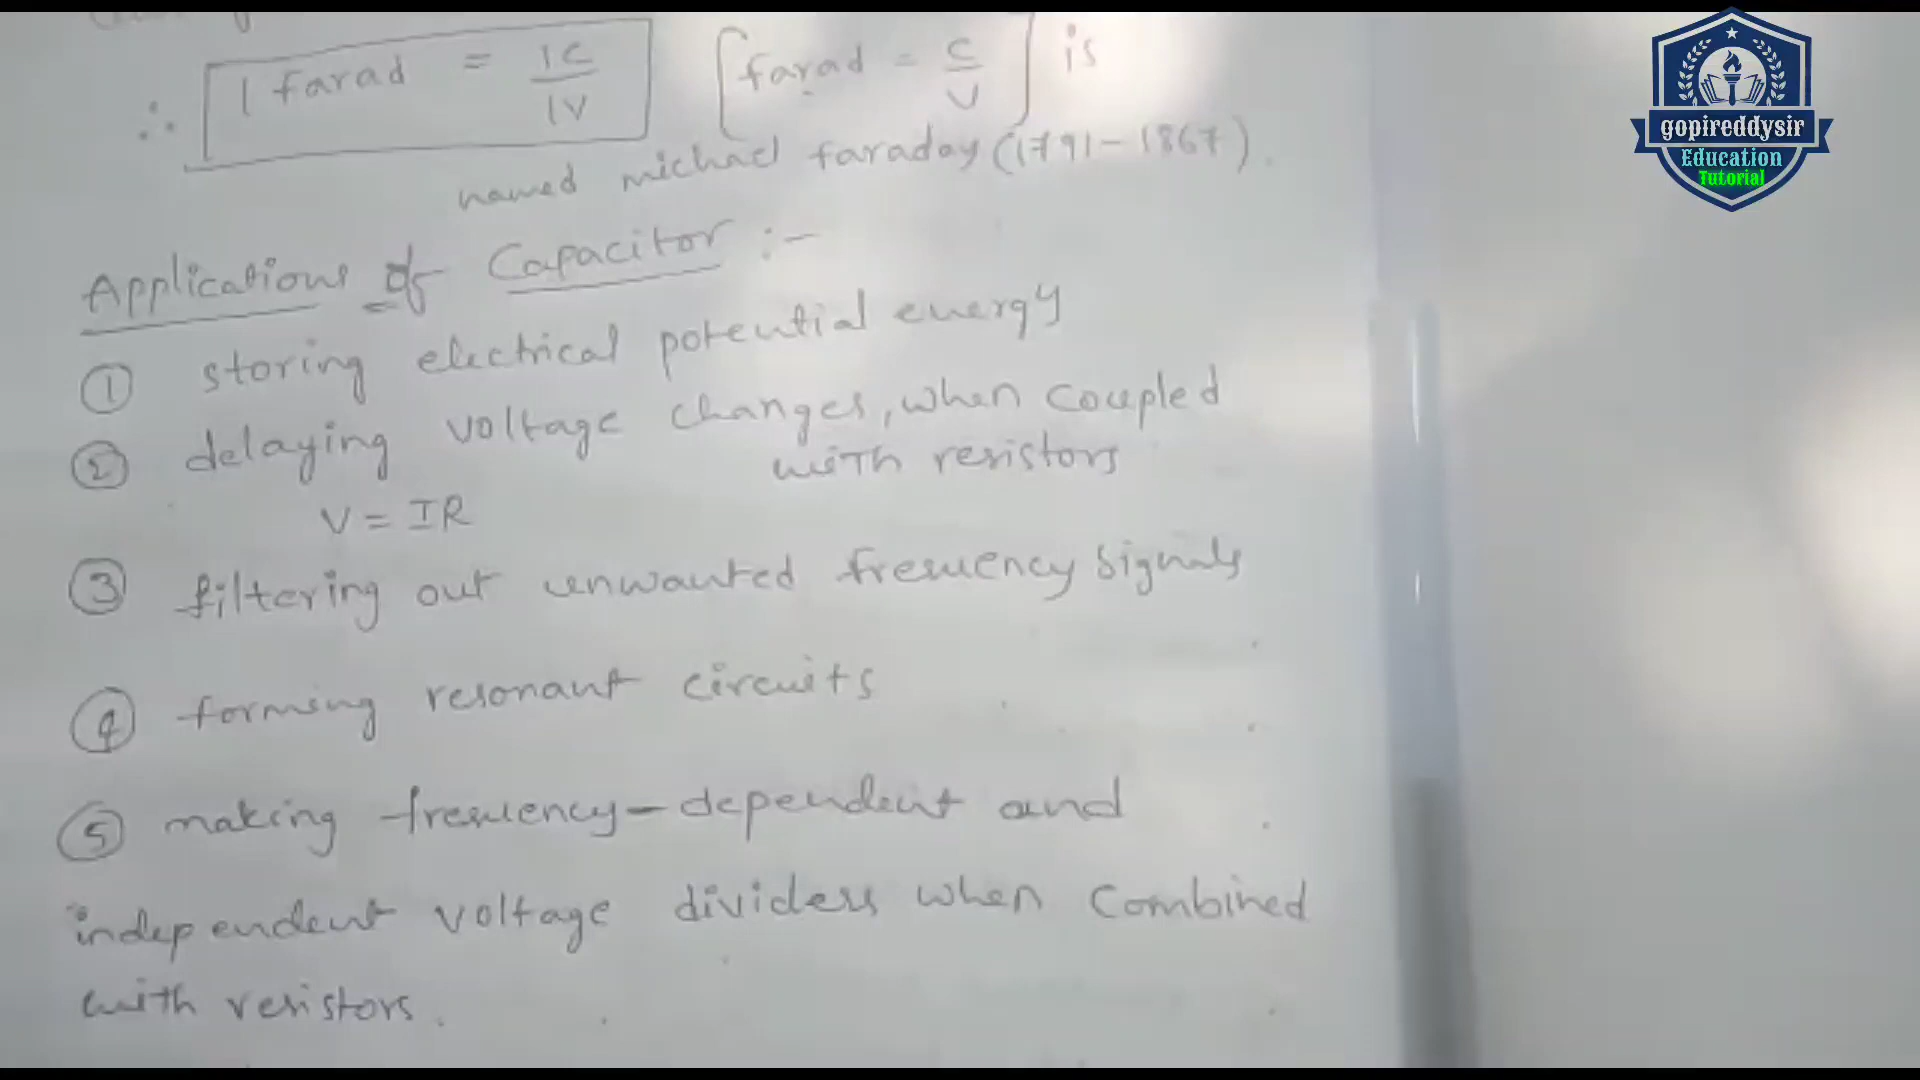 ∴ 1 farad = 1C/1V [farad = C/V] is
named michael faraday (1791-1867).
Applications of Capacitor :-
① storing electrical potential energy
② delaying voltage changes, when coupled
with resistors
V = IR
③ filtering out unwanted frequency signals
④ forming resonant circuits
⑤ making frequency-dependent and
independent voltage dividers when combined
with resistors.
gopireddysir
Education
Tutorial